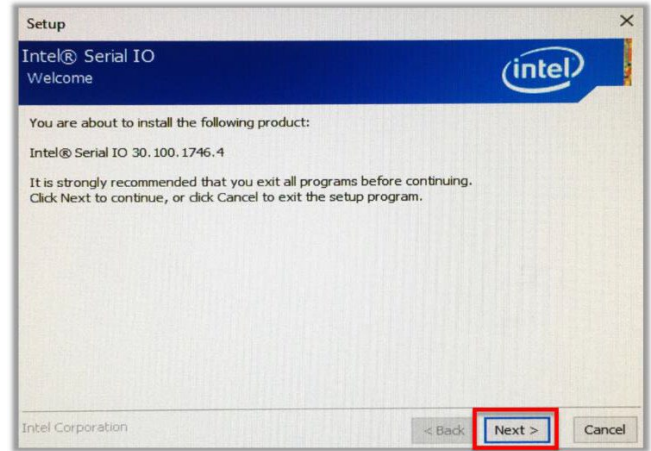 Setup
Intel® Serial IO
Welcome
intel
You are about to install the following product:
Intel® Serial IO 30.100.1746.4
It is strongly recommended that you exit all programs before continuing.
Click Next to continue, or click Cancel to exit the setup program.
Intel Corporation
< Back Next > Cancel